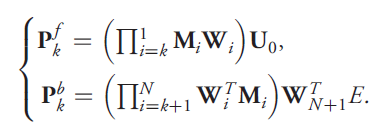 P_k^f = (∏_{i=k}^{1} M_i W_i) U_0,
P_k^b = (∏_{i=k+1}^{N} W_i^T M_i) W_{N+1}^T E.